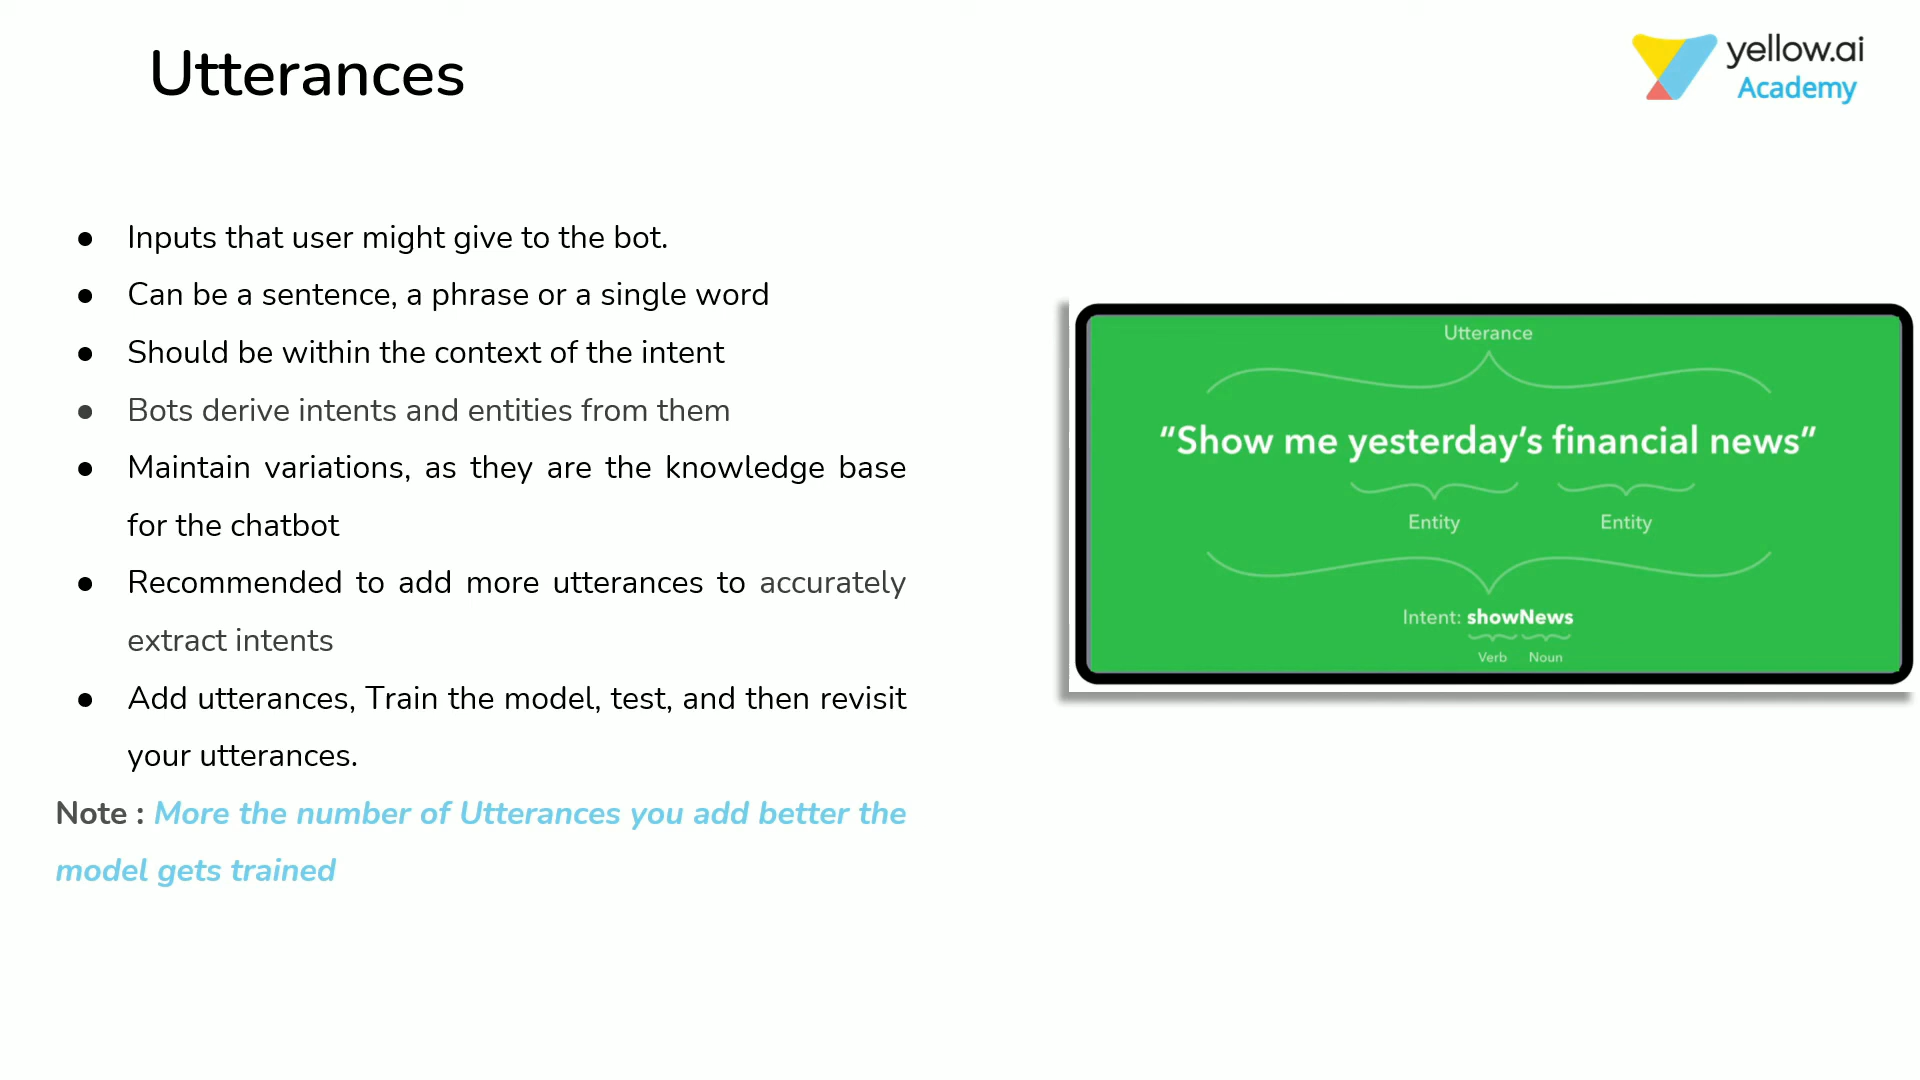 Utterances
yellow.ai
Academy
● Inputs that user might give to the bot.
● Can be a sentence, a phrase or a single word
● Should be within the context of the intent
● Bots derive intents and entities from them
● Maintain variations, as they are the knowledge base
for the chatbot
● Recommended to add more utterances to accurately
extract intents
● Add utterances, Train the model, test, and then revisit
your utterances.
Note : More the number of Utterances you add better the
model gets trained
Utterance
“Show me yesterday’s financial news”
Entity Entity
Intent: showNews
Verb Noun